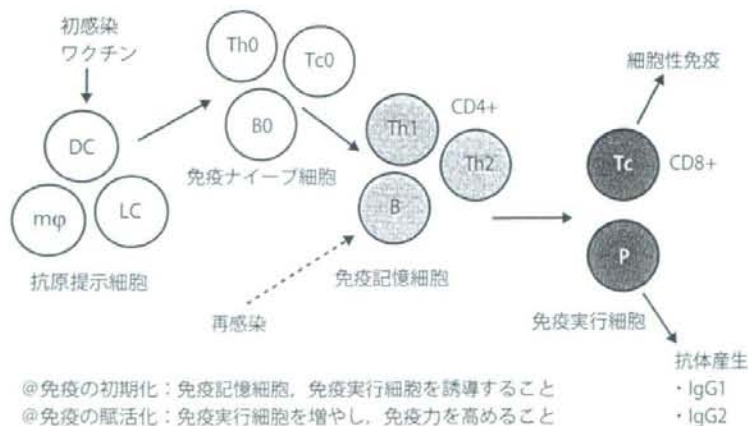 初感染
ワクチン
DC
mφ
LC
抗原提示細胞
Th0
Tc0
B0
免疫ナイーブ細胞
Th1
CD4+
Th2
B
免疫記憶細胞
再感染
細胞性免疫
Tc
CD8+
P
免疫実行細胞
抗体産生
・IgG1
・IgG2
@免疫の初期化：免疫記憶細胞，免疫実行細胞を誘導すること
@免疫の賦活化：免疫実行細胞を増やし，免疫力を高めること